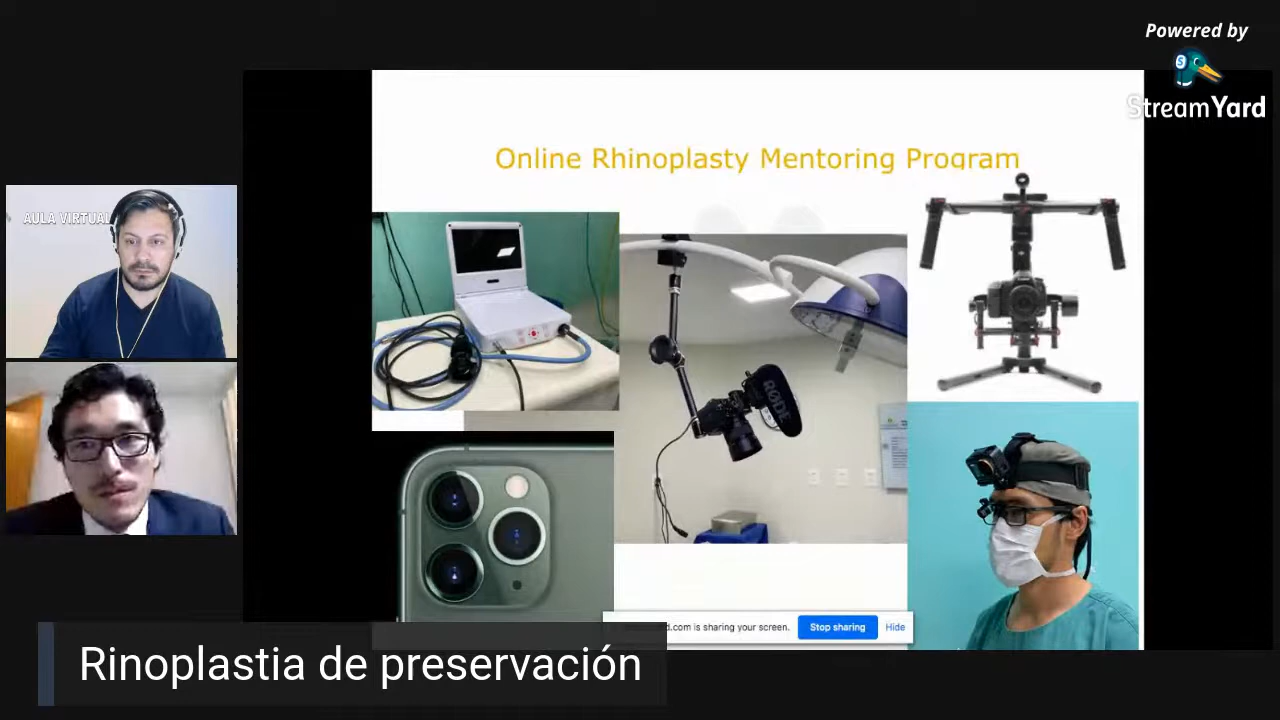 Powered by
StreamYard
Online Rhinoplasty Mentoring Program
AULA VIRTUAL
RØDE
.com is sharing your screen.
Stop sharing
Hide
Rinoplastia de preservación